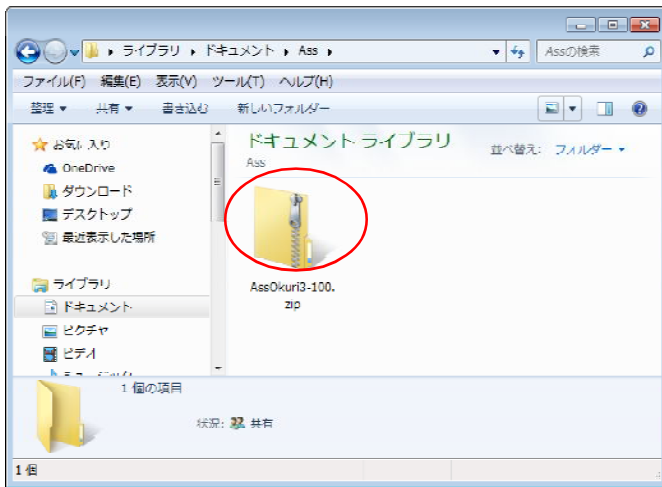 ライブラリ ▸ ドキュメント ▸ Ass ▸
Assの検索
ファイル(F) 編集(E) 表示(V) ツール(T) ヘルプ(H)
整理 ▼ 共有 ▼ 書き込む 新しいフォルダー
お気に入り
OneDrive
ダウンロード
デスクトップ
最近表示した場所
ライブラリ
ドキュメント
ピクチャ
ビデオ
ドキュメント ライブラリ
Ass
並べ替え: フォルダー ▼
AssOkuri3-100.
zip
1 個の項目
状況: 共有
1 個